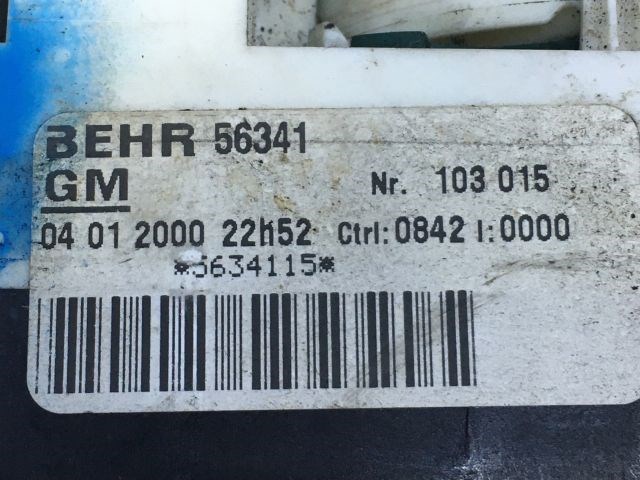 BEHR 56341
GM Nr. 103 015
04 01 2000 22h52 Ctrl:0842 I:0000
*5634115*